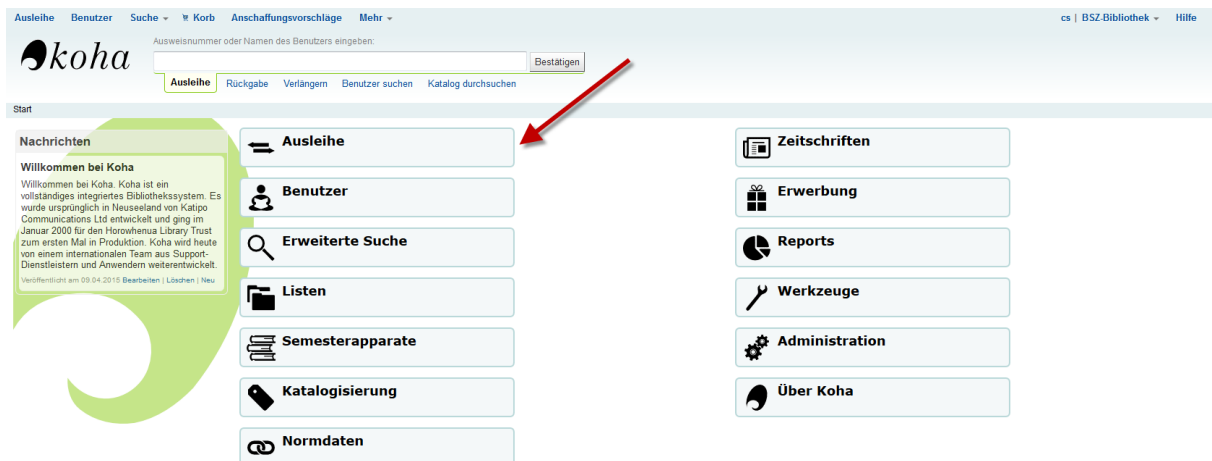 Ausleihe Benutzer Suche Korb Anschaffungsvorschläge Mehr cs | BSZ-Bibliothek Hilfe
koha
Ausweisnummer oder Namen des Benutzers eingeben:
Bestätigen
Ausleihe Rückgabe Verlängern Benutzer suchen Katalog durchsuchen
Start
Nachrichten
Willkommen bei Koha
Willkommen bei Koha. Koha ist ein
vollständiges integriertes Bibliothekssystem. Es
wurde ursprünglich in Neuseeland von Katipo
Communications Ltd entwickelt und ging im
Januar 2000 für den Horowhenua Library Trust
zum ersten Mal in Produktion. Koha wird heute
von einem internationalen Team aus Support-
Dienstleistern und Anwendern weiterentwickelt.
Veröffentlicht am 09.04.2015 Bearbeiten | Löschen | Neu
Ausleihe
Benutzer
Erweiterte Suche
Listen
Semesterapparate
Katalogisierung
Normdaten
Zeitschriften
Erwerbung
Reports
Werkzeuge
Administration
Über Koha